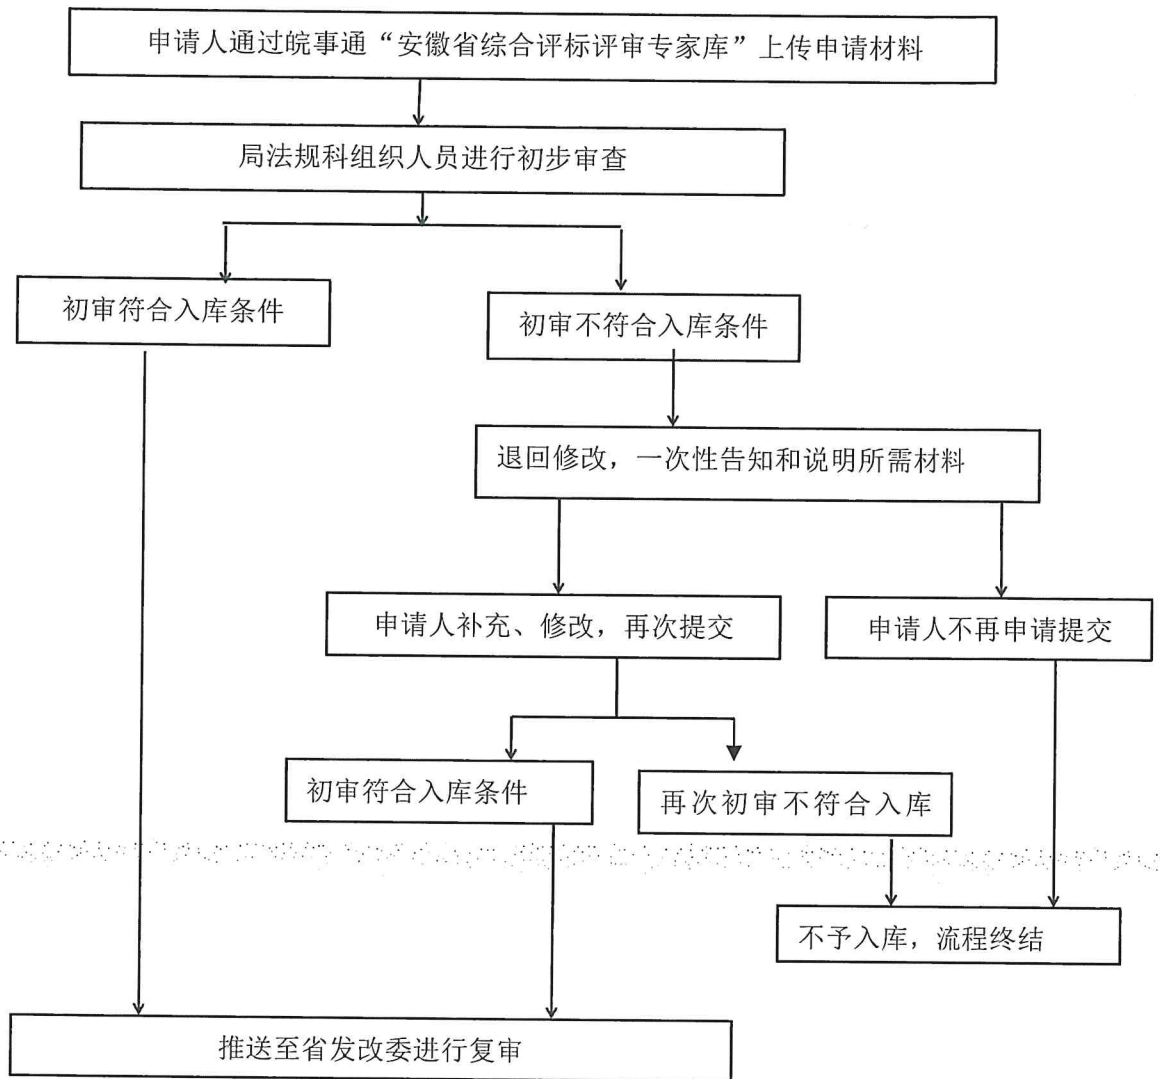 申请人通过皖事通“安徽省综合评标评审专家库”上传申请材料
局法规科组织人员进行初步审查
初审符合入库条件
初审不符合入库条件
退回修改，一次性告知和说明所需材料
申请人补充、修改，再次提交
申请人不再申请提交
初审符合入库条件
再次初审不符合入库
不予入库，流程终结
推送至省发改委进行复审